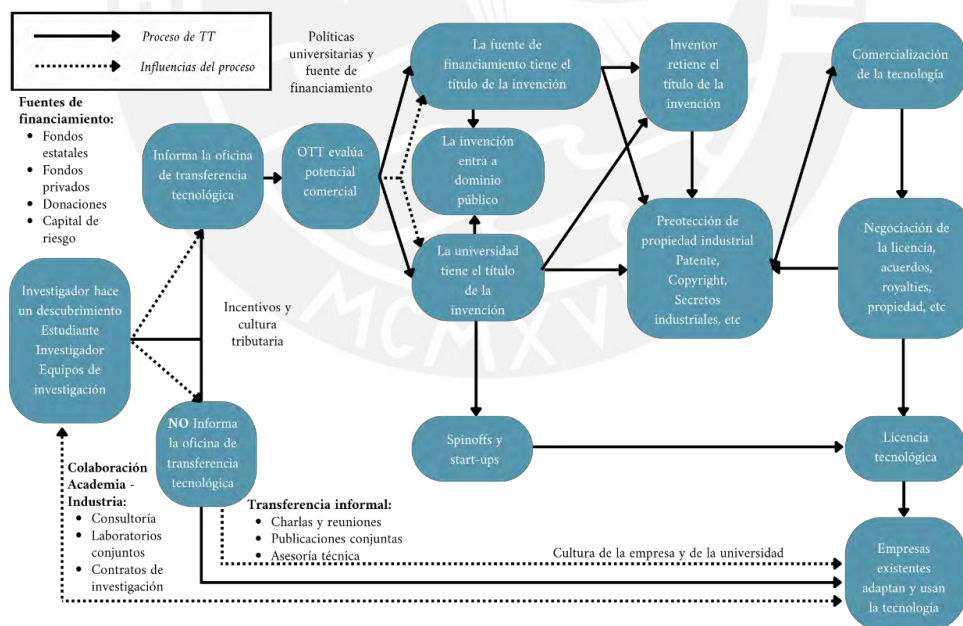 Proceso de TT
Influencias del proceso
Fuentes de
financiamiento:
• Fondos
estatales
• Fondos
privados
• Donaciones
• Capital de
riesgo
Investigador hace
un descubrimiento
Estudiante
Investigador
Equipos de
investigación
Informa la oficina
de transferencia
tecnológica
Incentivos y
cultura
tributaria
NO Informa
la oficina de
transferencia
tecnológica
Colaboración
Academia -
Industria:
• Consultoría
• Laboratorios
conjuntos
• Contratos de
investigación
Transferencia informal:
• Charlas y reuniones
• Publicaciones conjuntas
• Asesoría técnica
OTT evalúa
potencial
comercial
Políticas
universitarias y
fuente de
financiamiento
La fuente de
financiamiento tiene el
título de la invención
La invención
entra a
dominio
público
La universidad
tiene el título
de la
invención
Spinoffs y
start-ups
Inventor
retiene el
título de la
invención
Preotección de
propiedad industrial
Patente,
Copyright,
Secretos
industriales, etc
Comercialización
de la tecnología
Negociación de
la licencia,
acuerdos,
royalties,
propiedad, etc
Licencia
tecnológica
Cultura de la empresa y de la universidad
Empresas
existentes
adaptan y usan
la tecnología
MCMXV